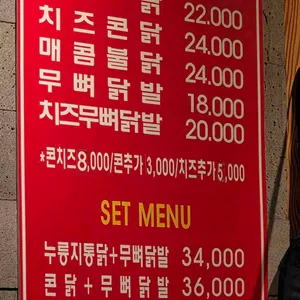 닭 22.000
치즈콘닭 24.000
매콤불닭 24.000
무뼈닭발 18.000
치즈무뼈닭발 20.000
*콘치즈8,000/콘추가 3,000/치즈추가5,000
SET MENU
누룽지통닭+무뼈닭발 34,000
콘닭+무뼈닭발 36,000